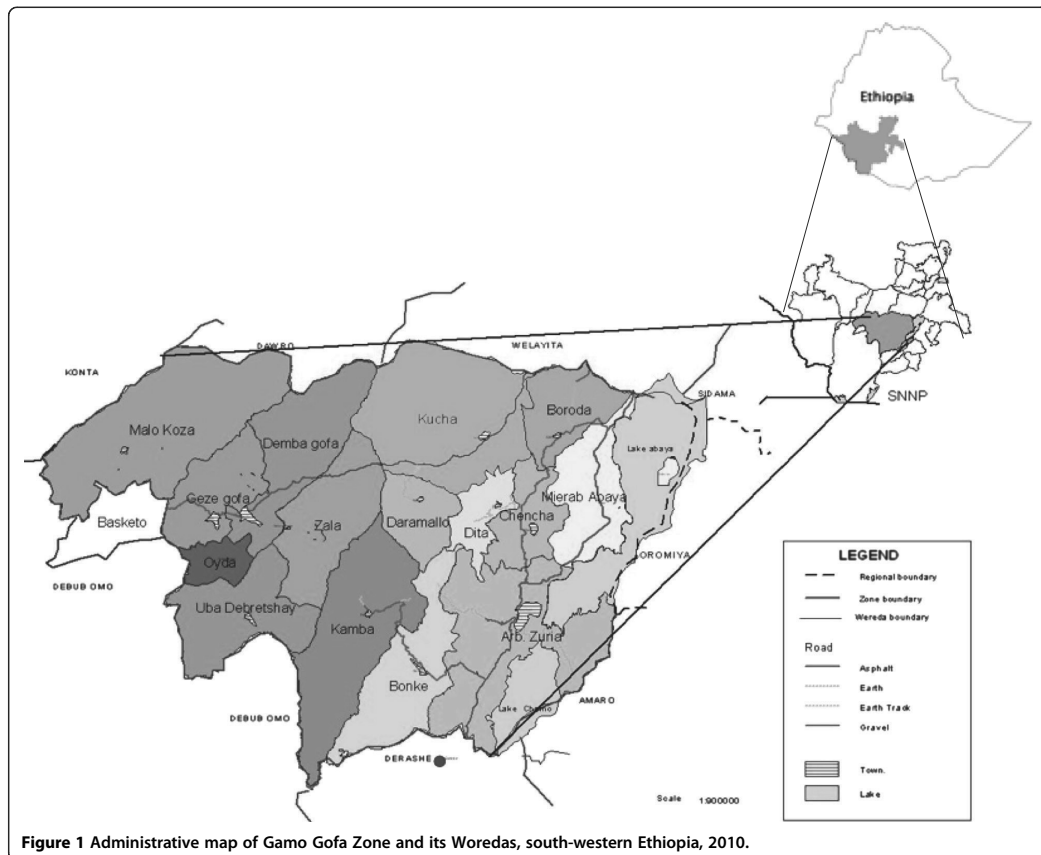 Ethiopia
SNNP
KONTA
DAWRO
WELAYITA
SIDAMA
Malo Koza
Demba gofa
Kucha
Boroda
Lake abaya
Geze gofa
Basketo
Zala
Daramallo
Dita
Chencha
Mierab Abaya
Oyda
OROMIYA
DEBUB OMO
Uba Debretshay
Kamba
Arb. Zuria
Bonke
Lake Chamo
AMARO
DEBUB OMO
DERASHE
LEGEND
Regional boundary
Zone boundary
Wereda boundary
Road
Asphalt
Earth
Earth Track
Gravel
Town.
Lake
Scale 1:900000
Figure 1 Administrative map of Gamo Gofa Zone and its Woredas, south-western Ethiopia, 2010.